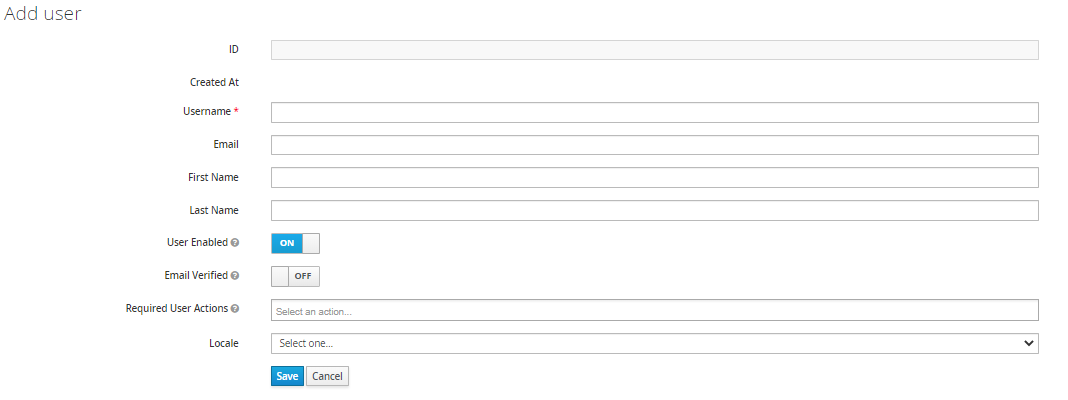 Add user
ID
Created At
Username *
Email
First Name
Last Name
User Enabled ON
Email Verified OFF
Required User Actions Select an action...
Locale Select one...
Save Cancel